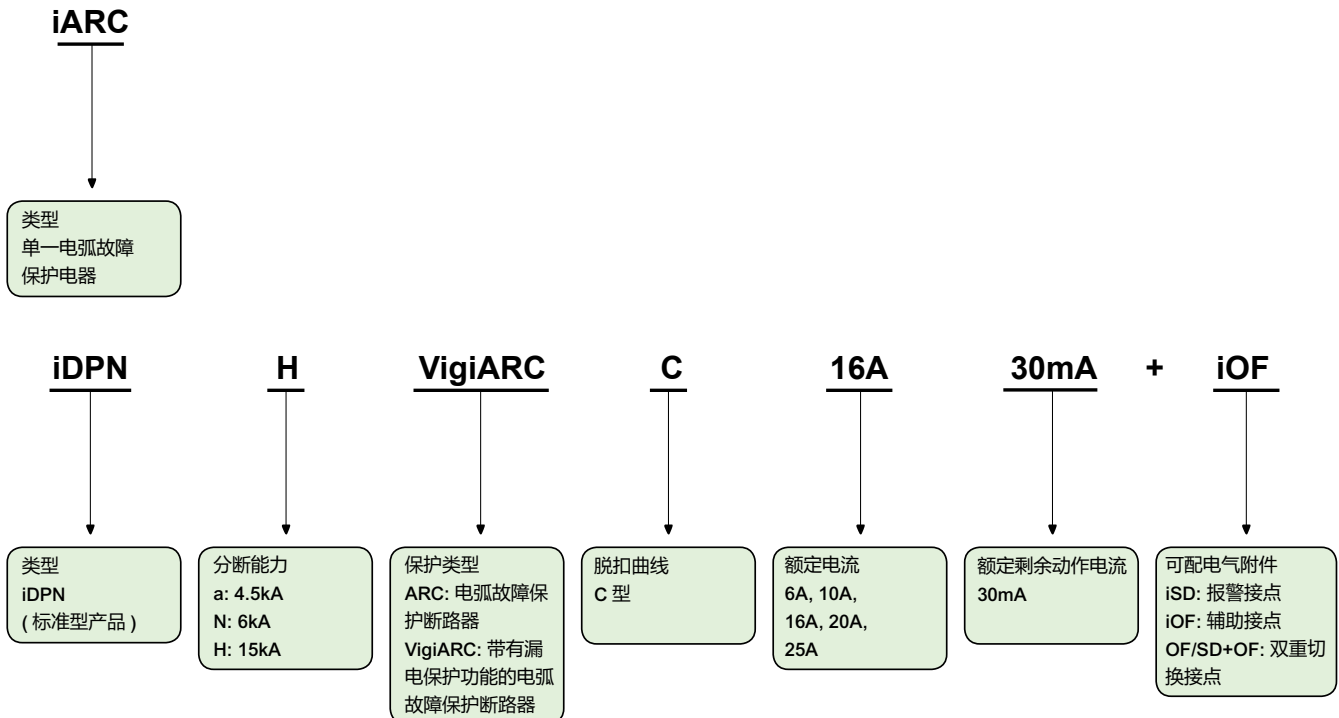 iARC
类型
单一电弧故障
保护电器
iDPN H VigiARC C 16A 30mA + iOF
类型
iDPN
( 标准型产品 )
分断能力
a: 4.5kA
N: 6kA
H: 15kA
保护类型
ARC: 电弧故障保
护断路器
VigiARC: 带有漏
电保护功能的电弧
故障保护断路器
脱扣曲线
C 型
额定电流
6A, 10A,
16A, 20A,
25A
额定剩余动作电流
30mA
可配电气附件
iSD: 报警接点
iOF: 辅助接点
OF/SD+OF: 双重切
换接点